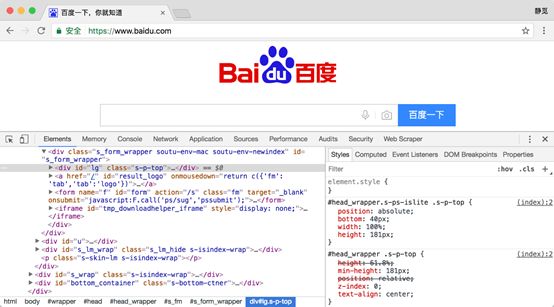 百度一下，你就知道
静觅
安全 https://www.baidu.com
Bai du 百度
百度一下
Elements Console Network Environment Application Sources Performance Audits Security Web Scraper
▼<div class="s_form_wrapper soutu-env-mac soutu-env-newindex" id="s_form_wrapper">
▶<div id="lg" class="s-p-top">…</div> == $0
▶<a href="/" id="result_logo" onmousedown="return c({'fm':'tab','tab':'logo'})">…</a>
▶<form name="f" id="form" action="/s" class="fm" target="_blank" onsubmit="javascript:F.call('ps/sug','pssubmit');">…</form>
▶<iframe id="tmp_downloadhelper_iframe" style="display: none;">…</iframe>
</div>
▶<div id="u">…</div>
▶<div id="s_lm_wrap" class="s_lm_hide s-isindex-wrap">…</div>
<p class="s-skin-lm s-isindex-wrap"></p>
</div>
▶<div id="s_wrap" class="s-isindex-wrap">…</div>
▶<div id="bottom_container" class="s-bottom-ctner">…</div>
html body #wrapper #head #head_wrapper #s_fm #s_form_wrapper div#lg.s-p-top
Styles Computed Event Listeners DOM Breakpoints Properties
Filter :hov .cls +
element.style {
}
#head_wrapper.s-ps-islite .s-p-top { (index):2
position: absolute;
bottom: 40px;
width: 100%;
height: 181px;
}
#head_wrapper .s-p-top { (index):2
height: 61.8%;
min-height: 181px;
position: relative;
z-index: 0;
text-align: center;